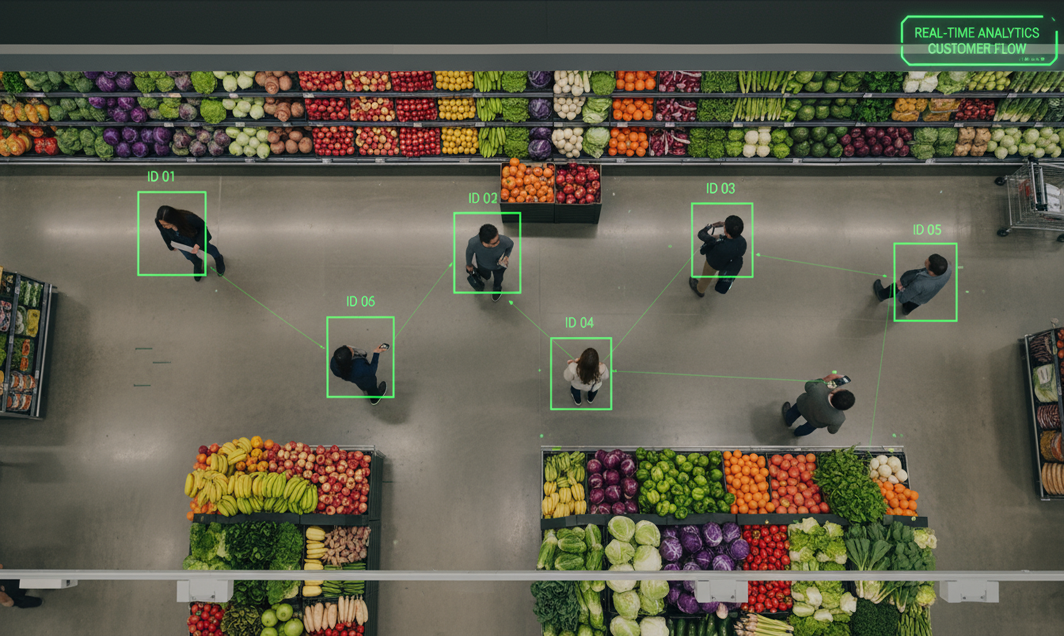 REAL-TIME ANALYTICS
CUSTOMER FLOW
ID 01
ID 02
ID 03
ID 05
ID 06
ID 04